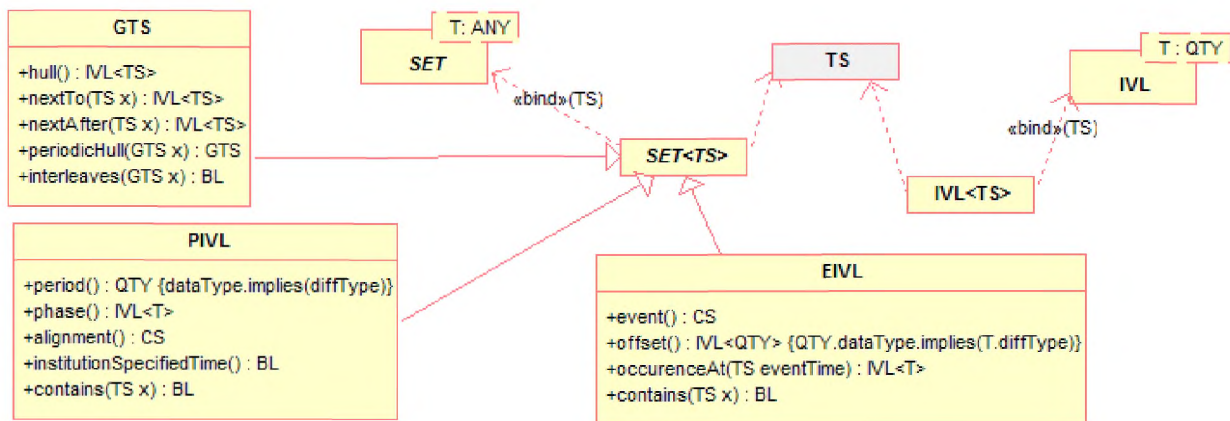 GTS
+hull() : IVL<TS>
+nextTo(TS x) : IVL<TS>
+nextAfter(TS x) : IVL<TS>
+periodicHull(GTS x) : GTS
+interleaves(GTS x) : BL
T: ANY
SET
«bind»(TS)
TS
T : QTY
IVL
«bind»(TS)
SET<TS>
IVL<TS>
PIVL
+period() : QTY {dataType.implies(diffType)}
+phase() : IVL<T>
+alignment() : CS
+institutionSpecifiedTime() : BL
+contains(TS x) : BL
EIVL
+event() : CS
+offset() : IVL<QTY> {QTY.dataType.implies(T.diffType)}
+occurenceAt(TS eventTime) : IVL<T>
+contains(TS x) : BL